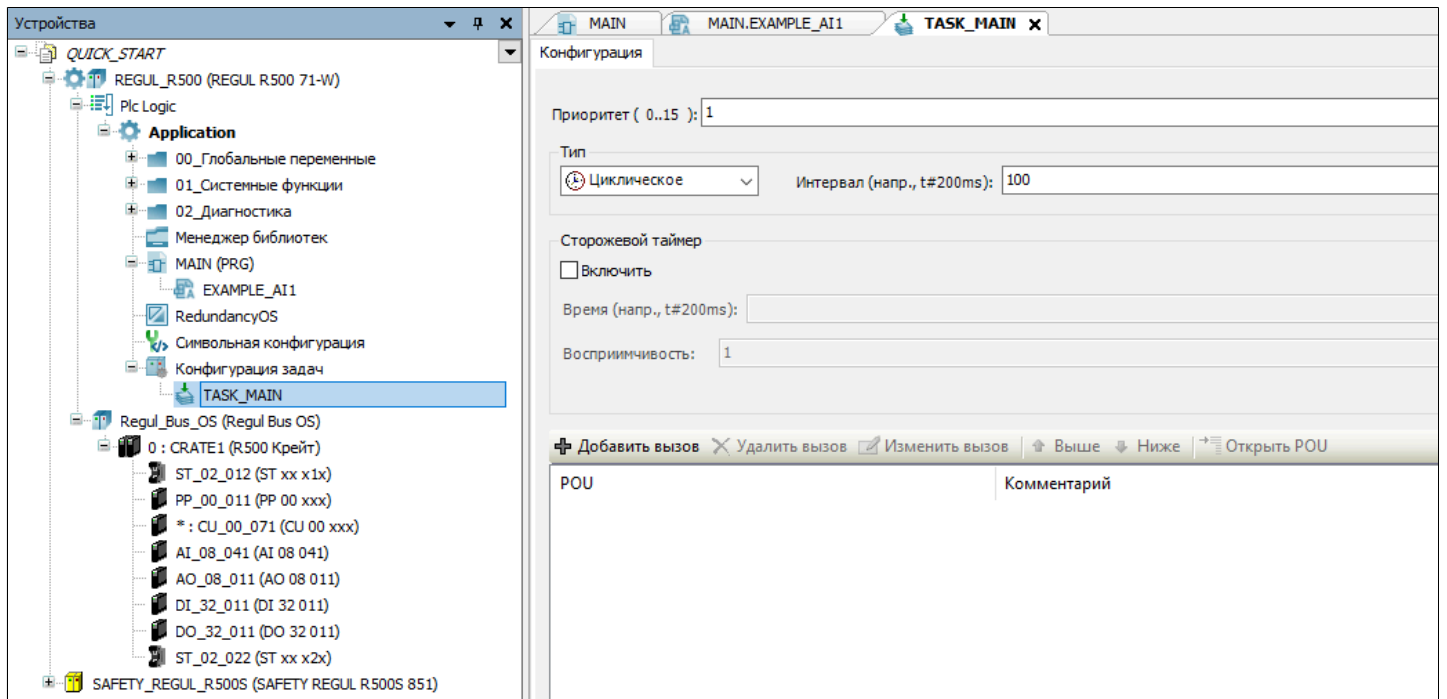 Устройства
QUICK_START
REGUL_R500 (REGUL R500 71-W)
Plc Logic
Application
00_Глобальные переменные
01_Системные функции
02_Диагностика
Менеджер библиотек
MAIN (PRG)
EXAMPLE_AI1
RedundancyOS
Символьная конфигурация
Конфигурация задач
TASK_MAIN
Regul_Bus_OS (Regul Bus OS)
0 : CRATE1 (R500 Крейт)
ST_02_012 (ST xx x1x)
PP_00_011 (PP 00 xxx)
* : CU_00_071 (CU 00 xxx)
AI_08_041 (AI 08 041)
AO_08_011 (AO 08 011)
DI_32_011 (DI 32 011)
DO_32_011 (DO 32 011)
ST_02_022 (ST xx x2x)
SAFETY_REGUL_R500S (SAFETY REGUL R500S 851)
MAIN MAIN.EXAMPLE_AI1 TASK_MAIN
Конфигурация
Приоритет ( 0..15 ): 1
Тип
Циклическое Интервал (напр., t#200ms): 100
Сторожевой таймер
Включить
Время (напр., t#200ms):
Восприимчивость: 1
Добавить вызов Удалить вызов Изменить вызов Выше Ниже Открыть POU
POU Комментарий